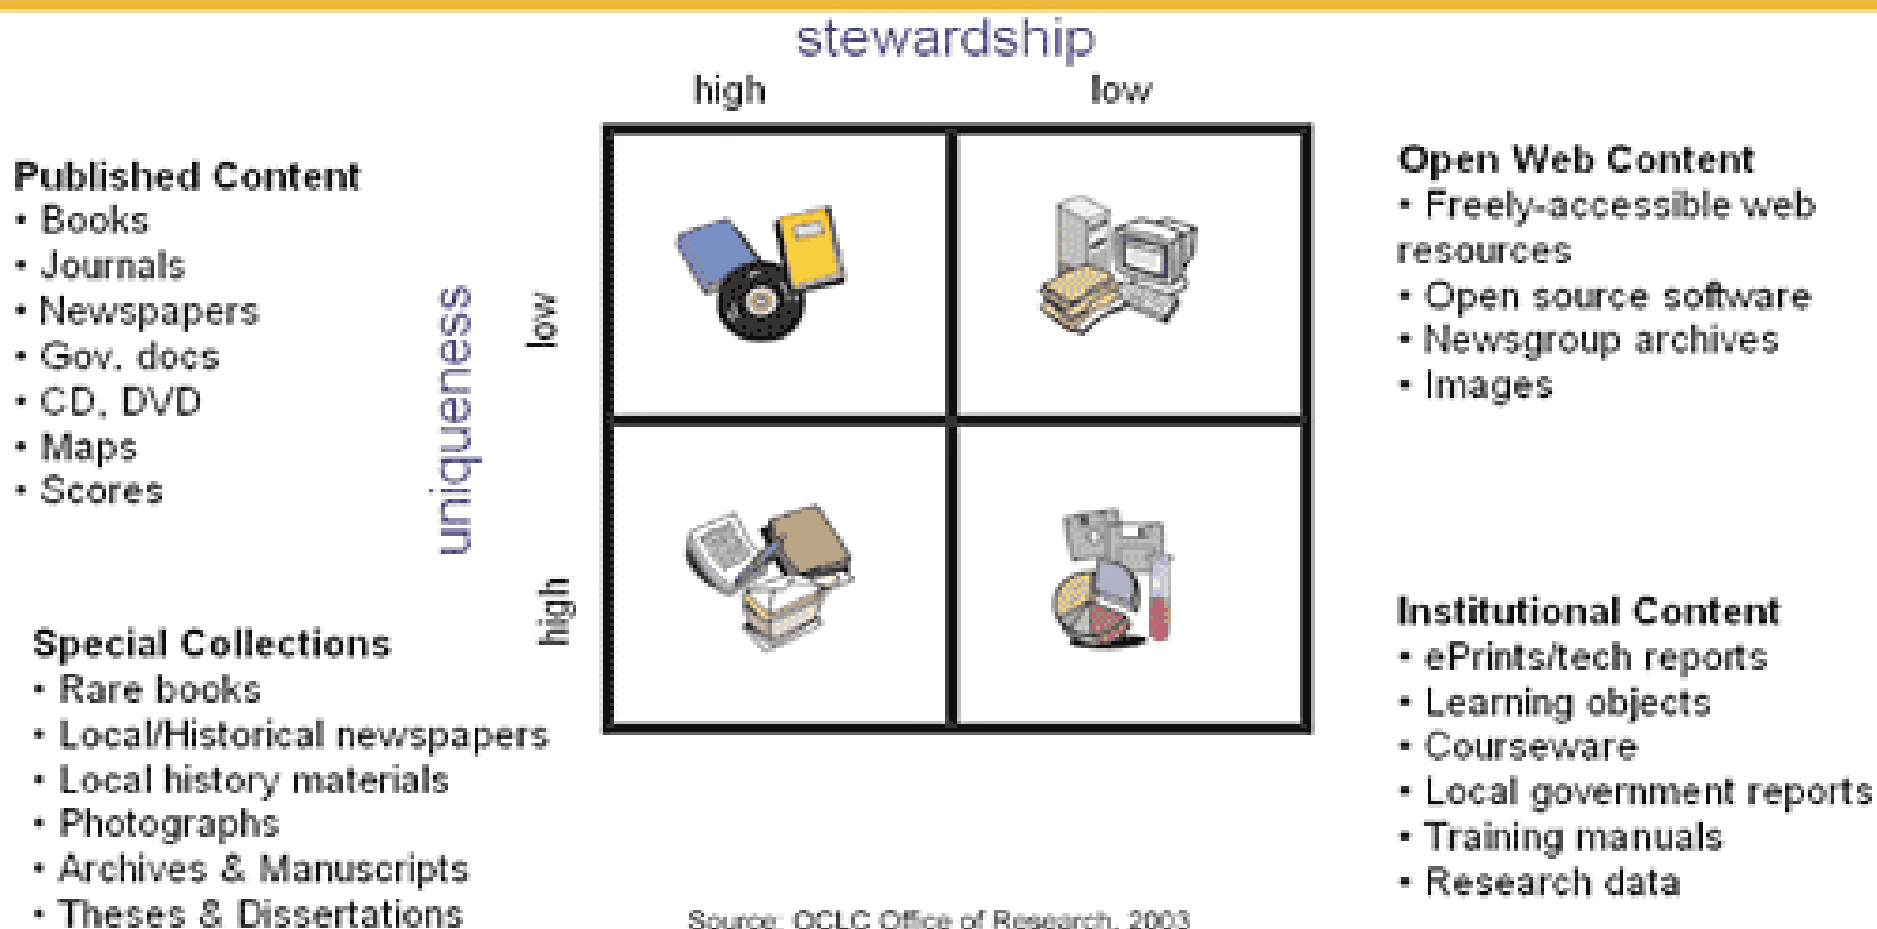 stewardship
high
low
Published Content
• Books
• Journals
• Newspapers
• Gov. docs
• CD, DVD
• Maps
• Scores
uniqueness
low
high
Open Web Content
• Freely-accessible web
resources
• Open source software
• Newsgroup archives
• Images
Special Collections
• Rare books
• Local/Historical newspapers
• Local history materials
• Photographs
• Archives & Manuscripts
• Theses & Dissertations
Institutional Content
• ePrints/tech reports
• Learning objects
• Courseware
• Local government reports
• Training manuals
• Research data
Source: OCLC Office of Research, 2003